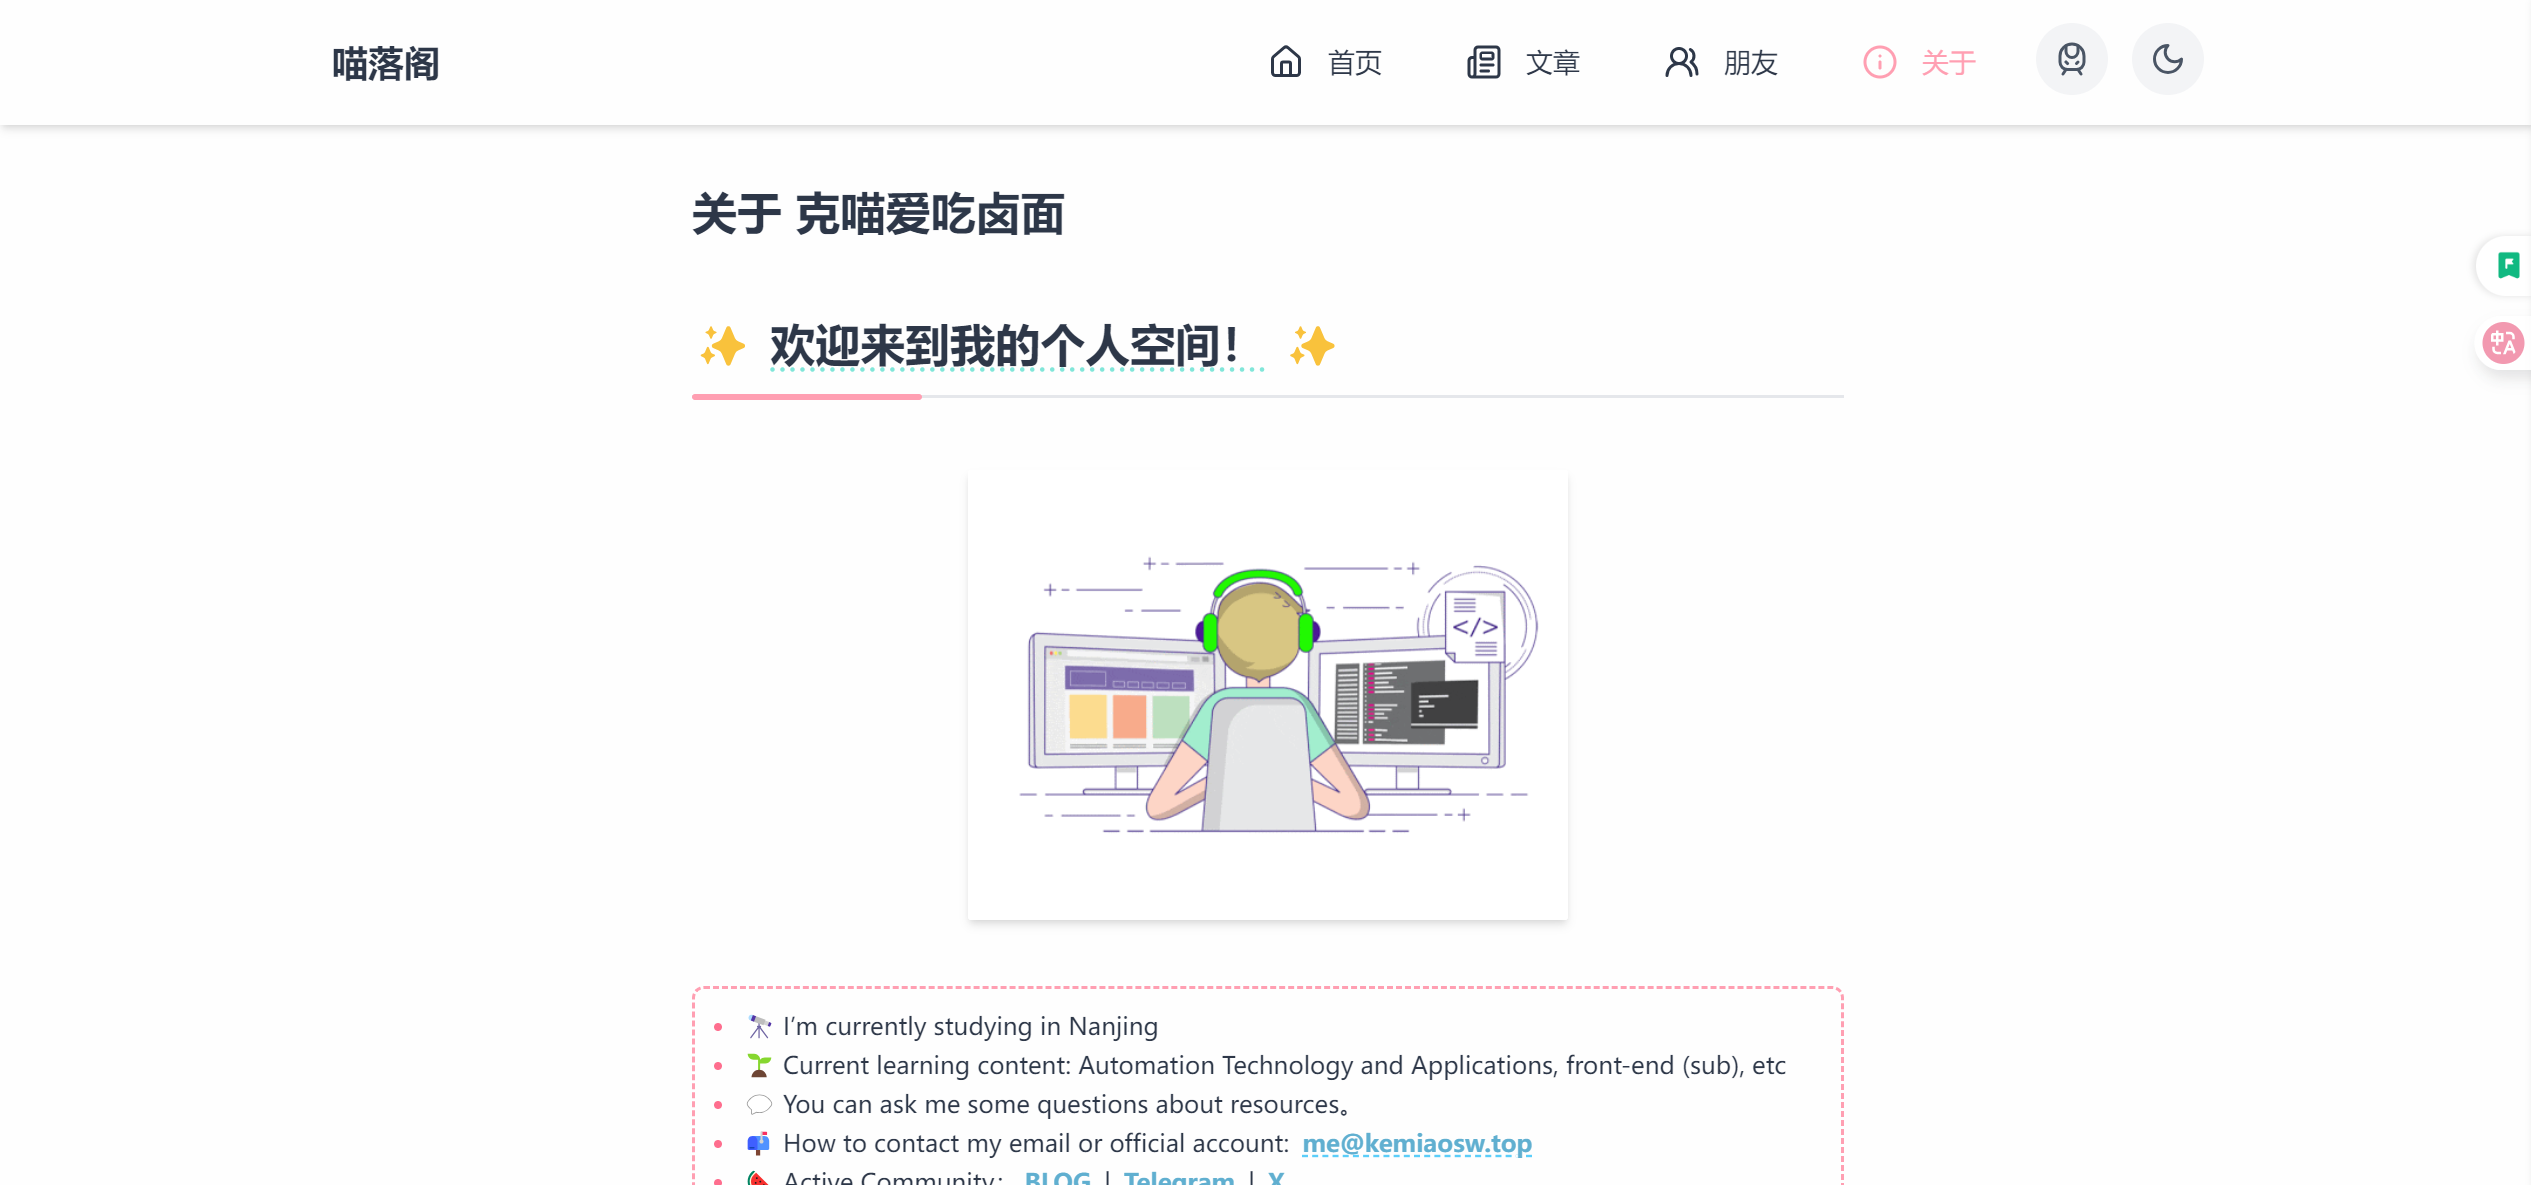 喵落阁 首页 文章 朋友 关于
关于 克喵爱吃卤面
✨ 欢迎来到我的个人空间！ ✨
</>
• 🔭 I’m currently studying in Nanjing
• 🌱 Current learning content: Automation Technology and Applications, front-end (sub), etc
• 💬 You can ask me some questions about resources。
• 📫 How to contact my email or official account: me@kemiaosw.top
• 🍉 Active Community： BLOG | Telegram | X
中A